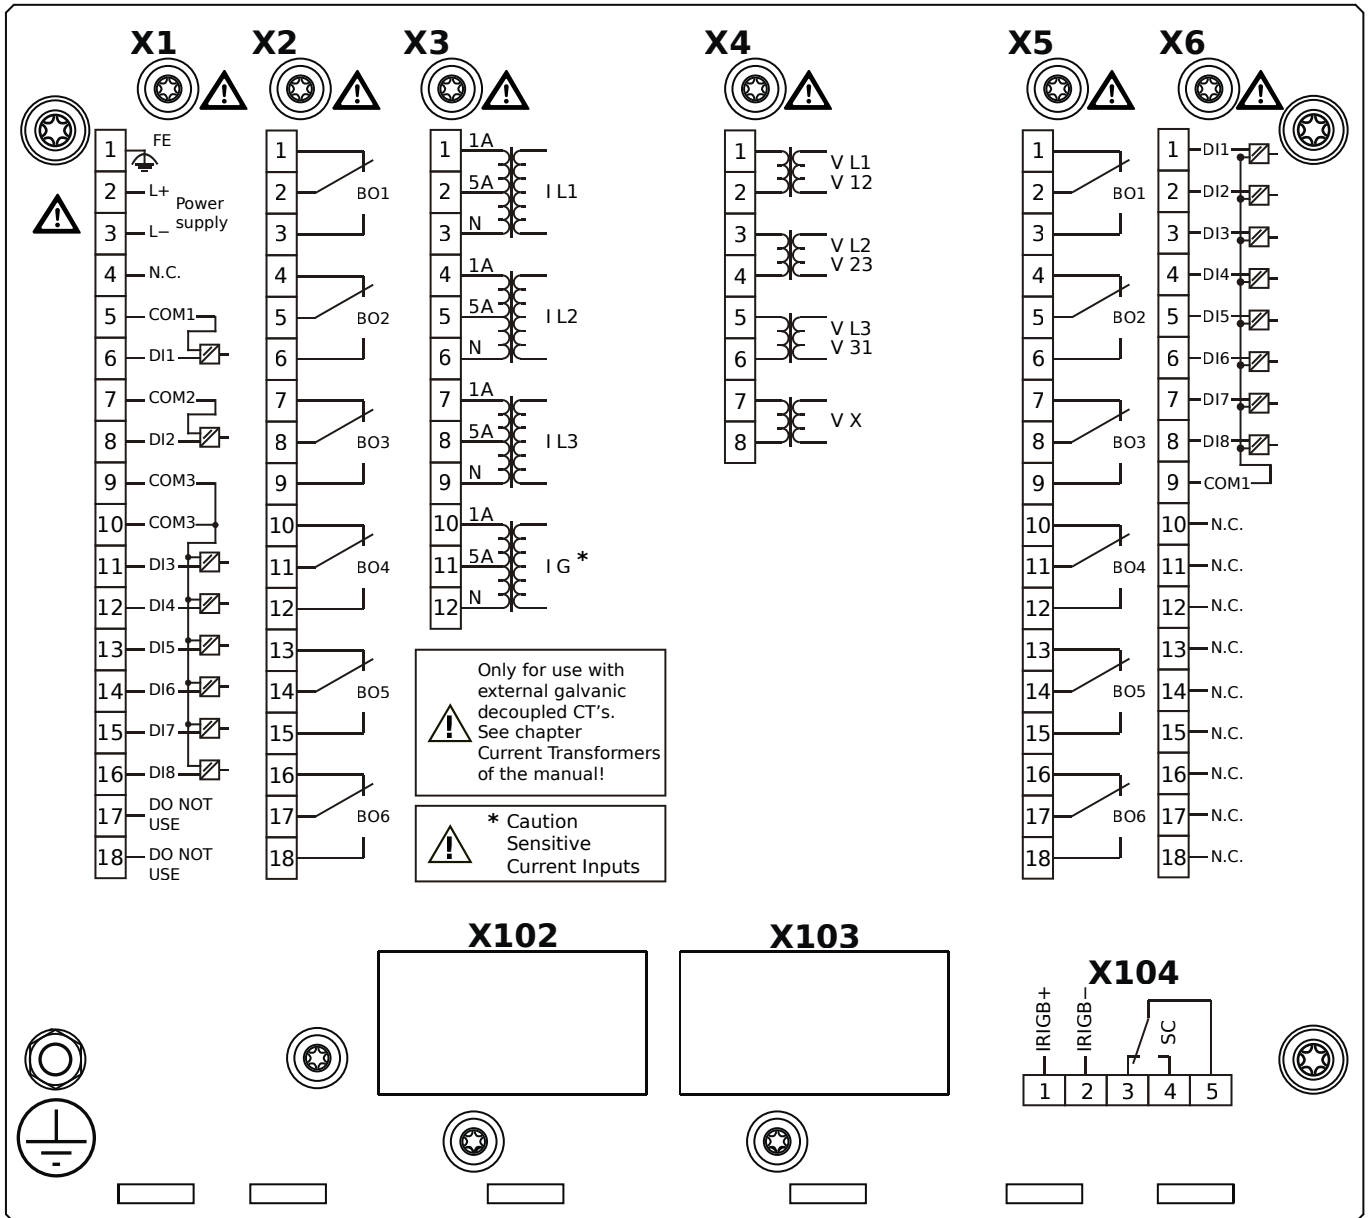 X1
X2
X3
X4
X5
X6
1 FE
2 L+
Power
supply
3 L−
4 N.C.
5 COM1
6 DI1
7 COM2
8 DI2
9 COM3
10 COM3
11 DI3
12 DI4
13 DI5
14 DI6
15 DI7
16 DI8
17 DO NOT
USE
18 DO NOT
USE
1
2 BO1
3
4
5 BO2
6
7
8 BO3
9
10
11 BO4
12
13
14 BO5
15
16
17 BO6
18
1 1A
2 5A I L1
3 N
4 1A
5 5A I L2
6 N
7 1A
8 5A I L3
9 N
10 1A
11 5A I G *
12 N
Only for use with
external galvanic
decoupled CT's.
See chapter
Current Transformers
of the manual!
* Caution
Sensitive
Current Inputs
1 V L1
2 V 12
3 V L2
4 V 23
5 V L3
6 V 31
7 V X
8
1
2 BO1
3
4
5 BO2
6
7
8 BO3
9
10
11 BO4
12
13
14 BO5
15
16
17 BO6
18
1 DI1
2 DI2
3 DI3
4 DI4
5 DI5
6 DI6
7 DI7
8 DI8
9 COM1
10 N.C.
11 N.C.
12 N.C.
13 N.C.
14 N.C.
15 N.C.
16 N.C.
17 N.C.
18 N.C.
X102
X103
X104
IRIGB+
IRIGB−
SC
1 2 3 4 5